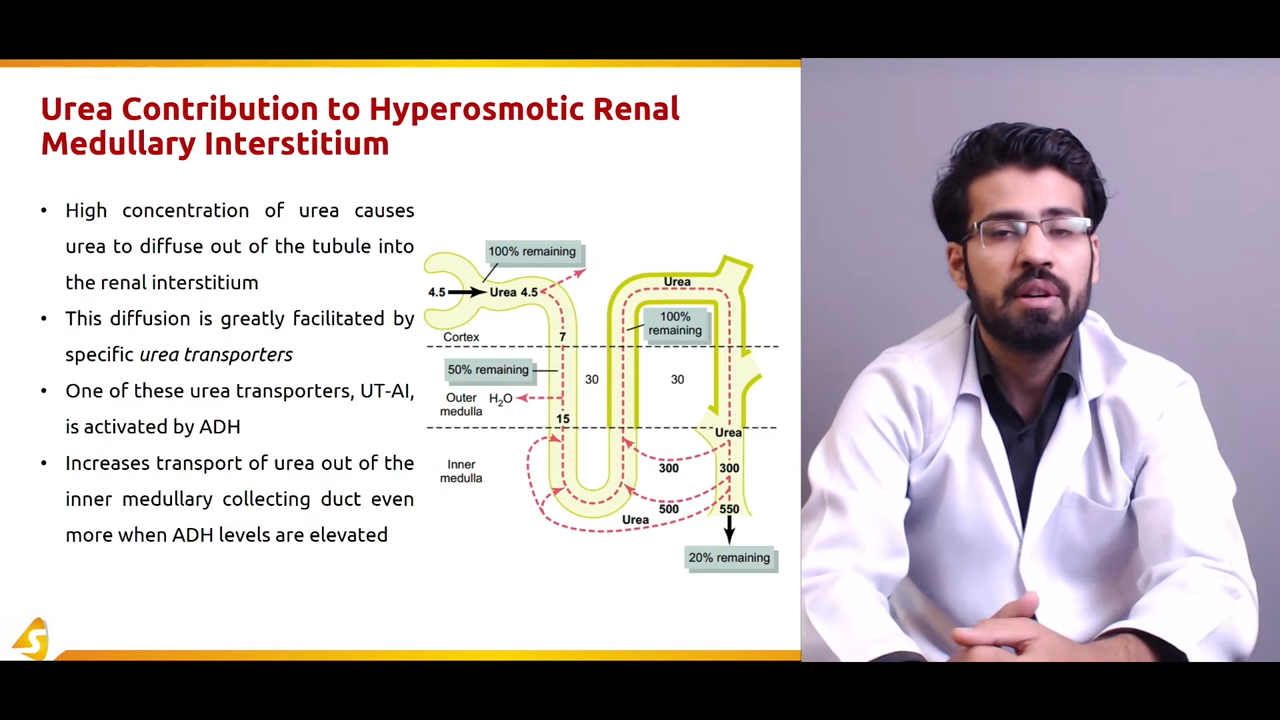 Urea Contribution to Hyperosmotic Renal
Medullary Interstitium
• High concentration of urea causes
urea to diffuse out of the tubule into
the renal interstitium
• This diffusion is greatly facilitated by
specific urea transporters
• One of these urea transporters, UT-AI,
is activated by ADH
• Increases transport of urea out of the
inner medullary collecting duct even
more when ADH levels are elevated
100% remaining
4.5
Urea 4.5
Urea
100%
remaining
Cortex
7
50% remaining
30
30
Outer
medulla
H₂O
15
Urea
Inner
medulla
300
300
500
550
Urea
20% remaining
S